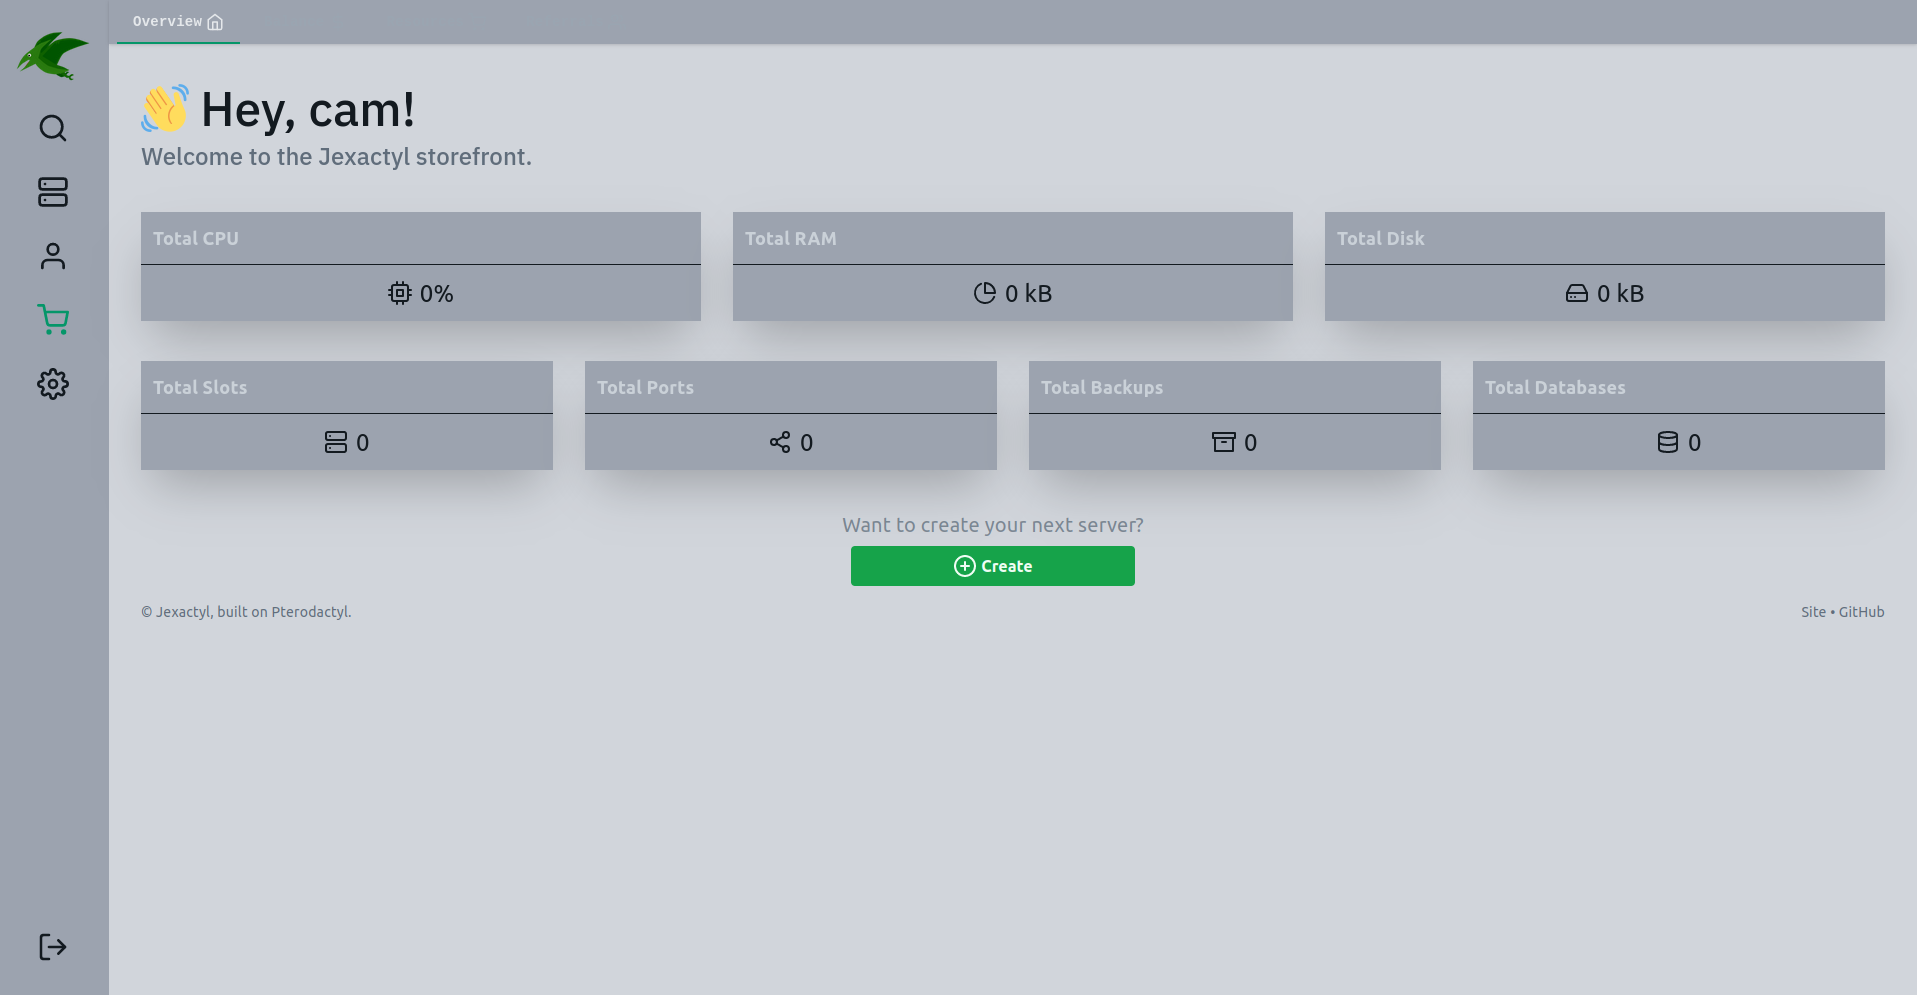 Overview
Hey, cam!
Welcome to the Jexactyl storefront.
Total CPU
0%
Total RAM
0 kB
Total Disk
0 kB
Total Slots
0
Total Ports
0
Total Backups
0
Total Databases
0
Want to create your next server?
Create
© Jexactyl, built on Pterodactyl.
Site • GitHub